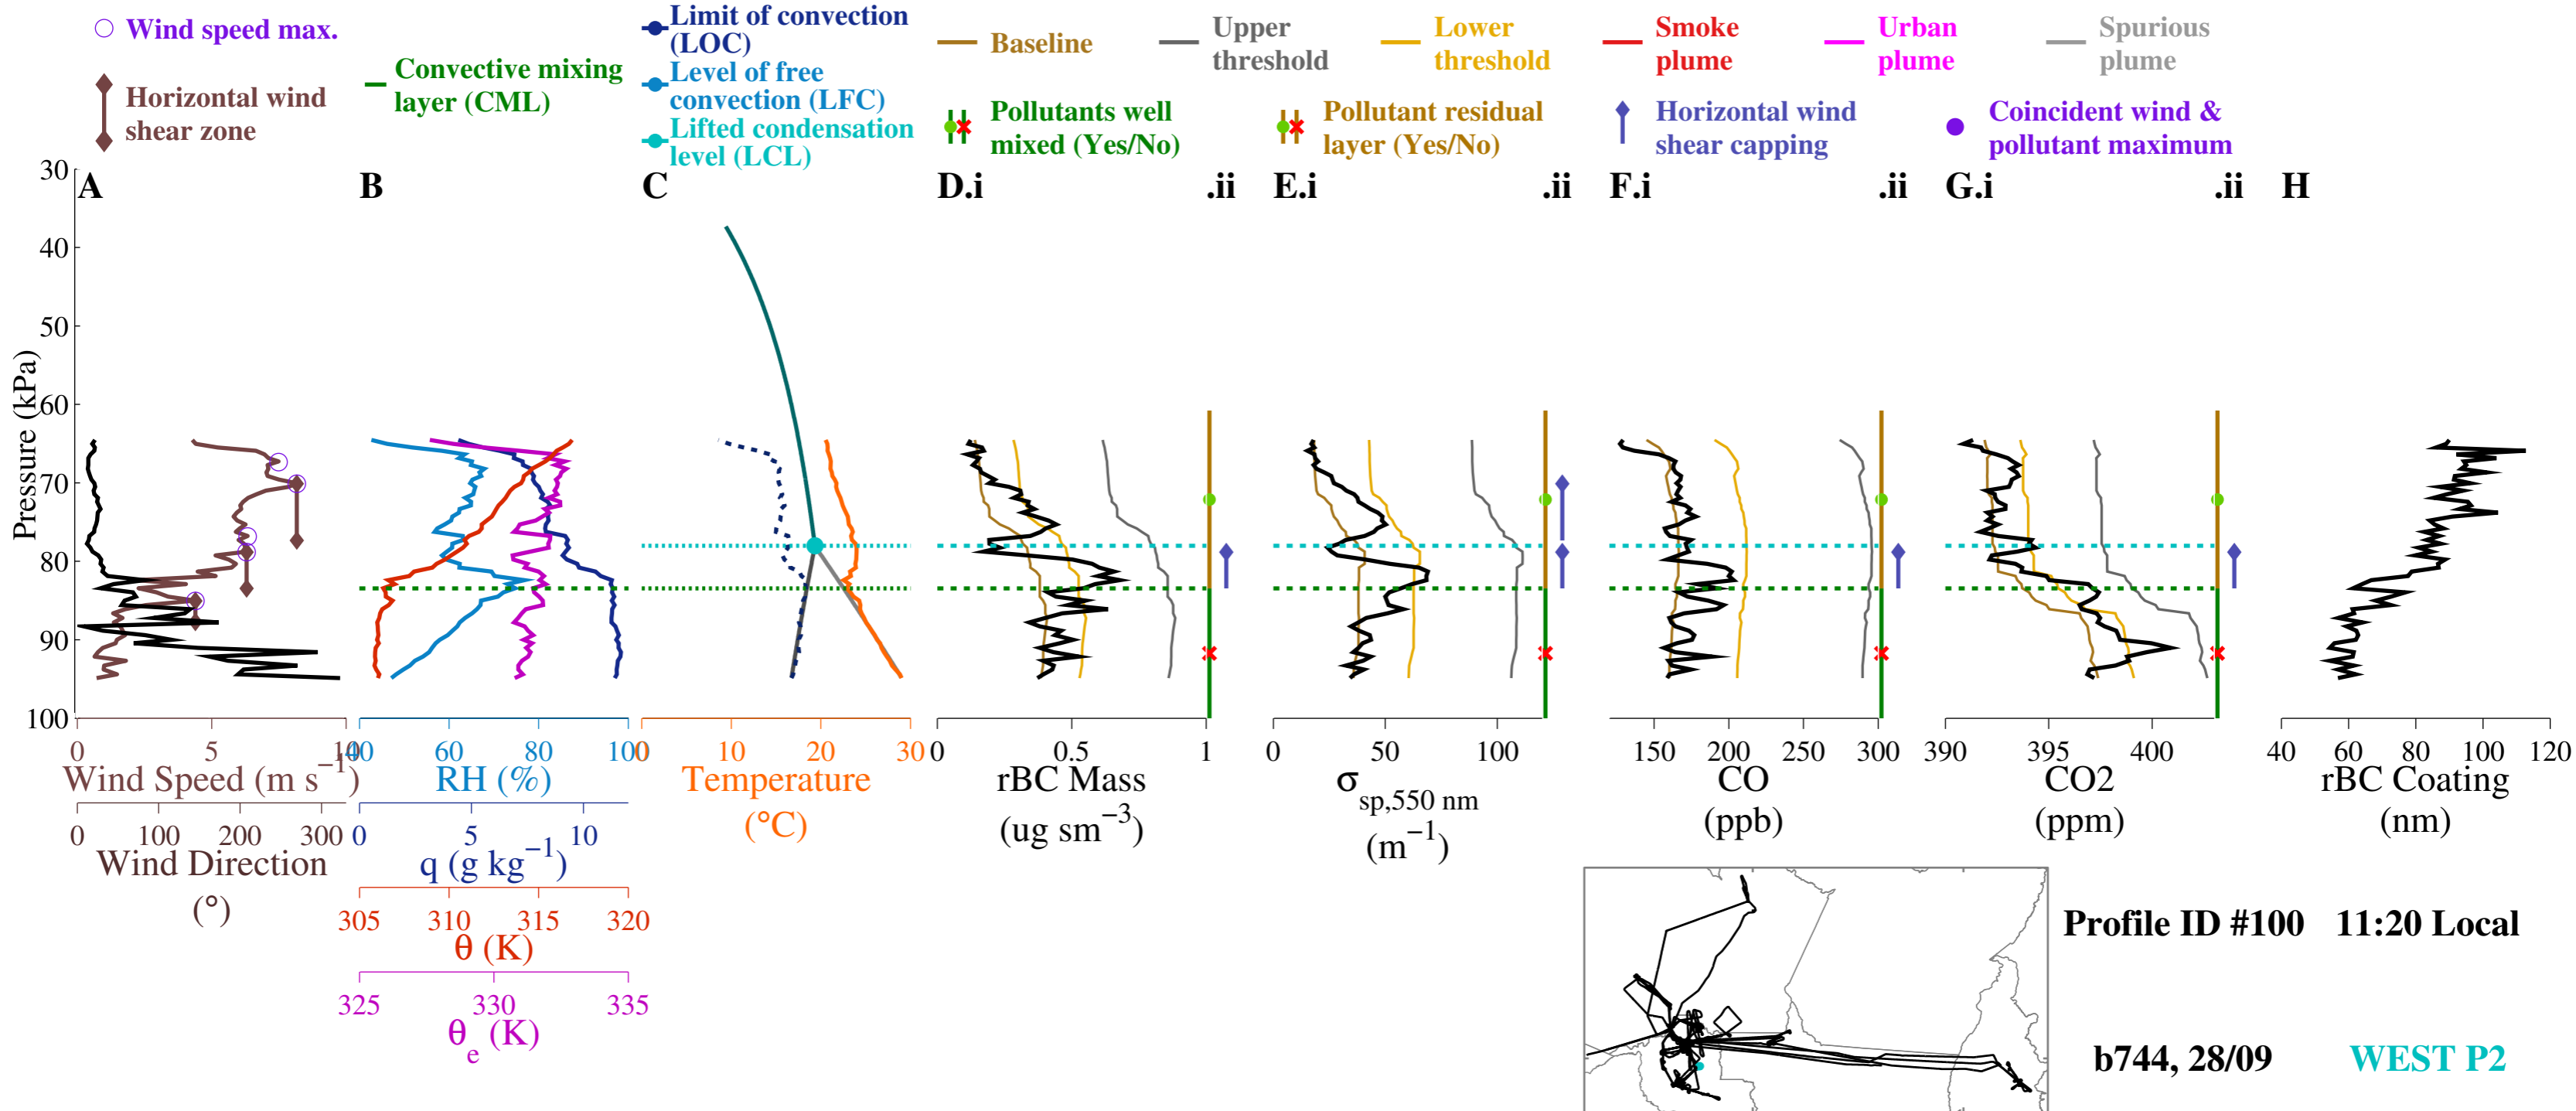 Wind speed max.
Horizontal wind
shear zone
Convective mixing
layer (CML)
Limit of convection
(LOC)
Level of free
convection (LFC)
Lifted condensation
level (LCL)
Baseline
Upper
threshold
Lower
threshold
Smoke
plume
Urban
plume
Spurious
plume
Pollutants well
mixed (Yes/No)
Pollutant residual
layer (Yes/No)
Horizontal wind
shear capping
Coincident wind &
pollutant maximum
A B C D.i .ii E.i .ii F.i .ii G.i .ii H
Pressure (kPa)
30
40
50
60
70
80
90
100
0 5 10
Wind Speed (m s−1)
0 100 200 300
Wind Direction
(°)
40 60 80 100
RH (%)
0 5 10
q (g kg−1)
305 310 315 320
θ (K)
325 330 335
θe (K)
0 10 20 30
Temperature
(°C)
0 0.5 1
rBC Mass
(ug sm−3)
0 50 100
σsp,550 nm
(m−1)
150 200 250 300
CO
(ppb)
390 395 400
CO2
(ppm)
40 60 80 100 120
rBC Coating
(nm)
Profile ID #100 11:20 Local
b744, 28/09 WEST P2